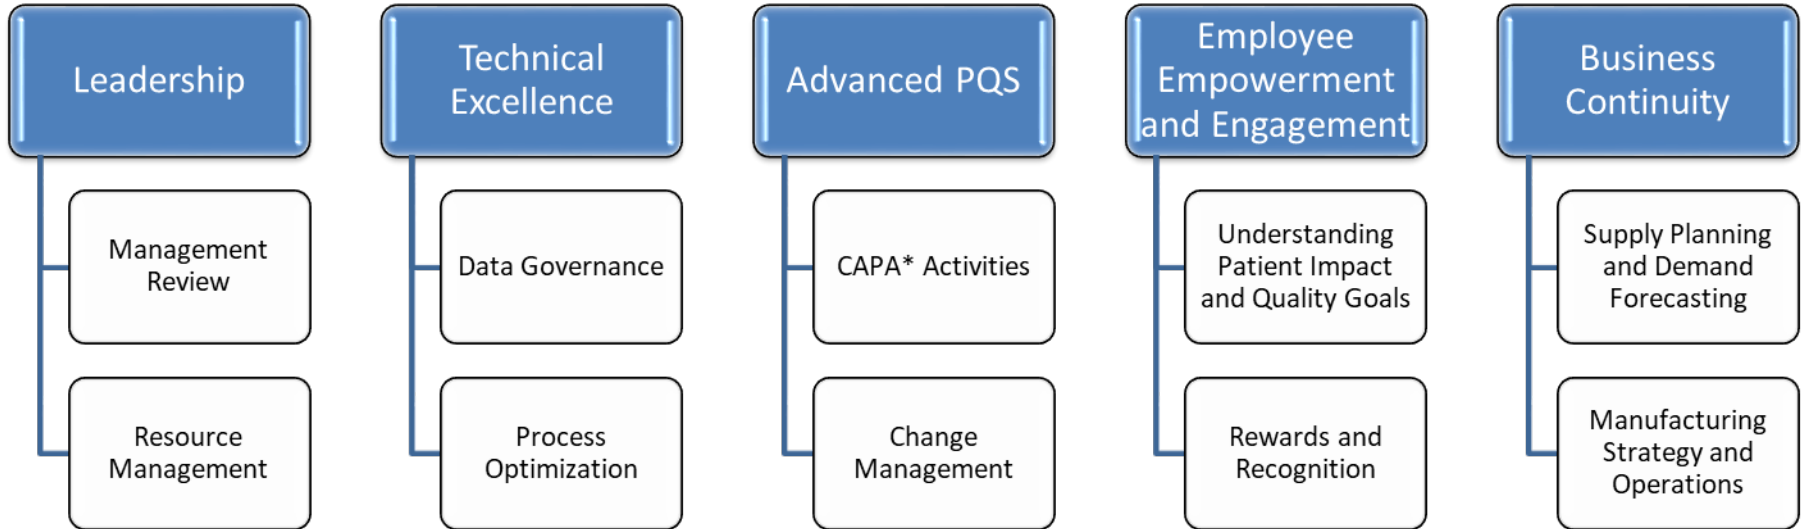 Leadership
Technical
Excellence
Advanced PQS
Employee
Empowerment
and Engagement
Business
Continuity
Management
Review
Data Governance
CAPA* Activities
Understanding
Patient Impact
and Quality Goals
Supply Planning
and Demand
Forecasting
Resource
Management
Process
Optimization
Change
Management
Rewards and
Recognition
Manufacturing
Strategy and
Operations